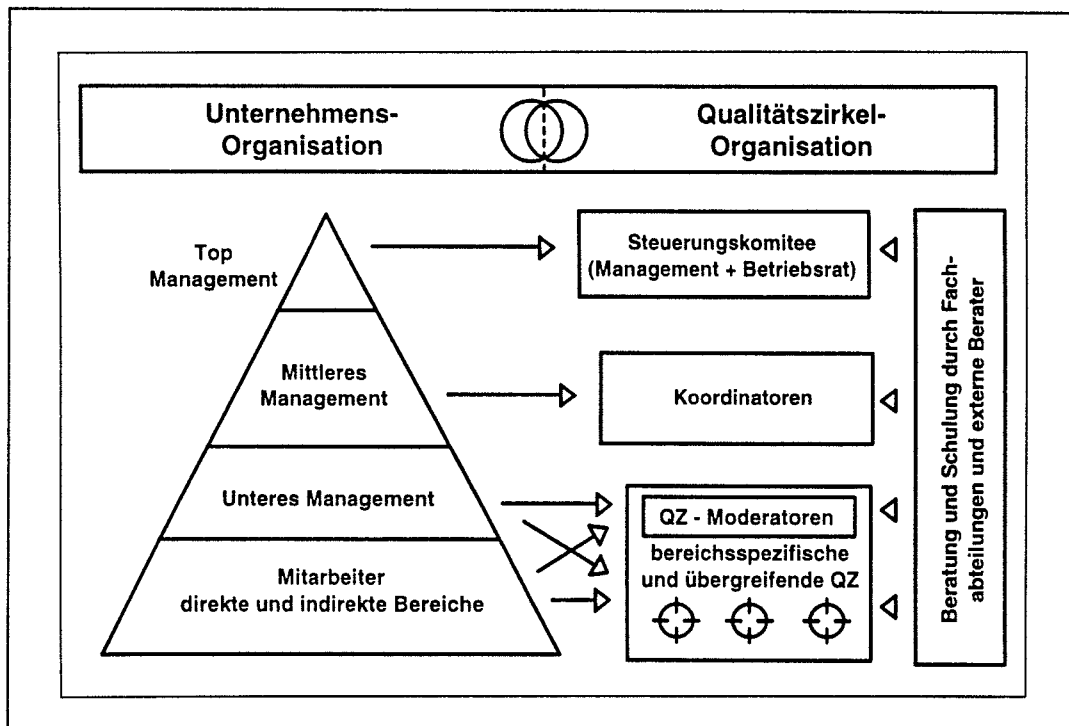 Unternehmens-
Organisation
Qualitätszirkel-
Organisation
Top
Management
Mittleres
Management
Unteres Management
Mitarbeiter
direkte und indirekte Bereiche
Steuerungskomitee
(Management + Betriebsrat)
Koordinatoren
QZ - Moderatoren
bereichsspezifische
und übergreifende QZ
Beratung und Schulung durch Fach-
abteilungen und externe Berater